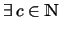 ∃ c ∈ ℕ